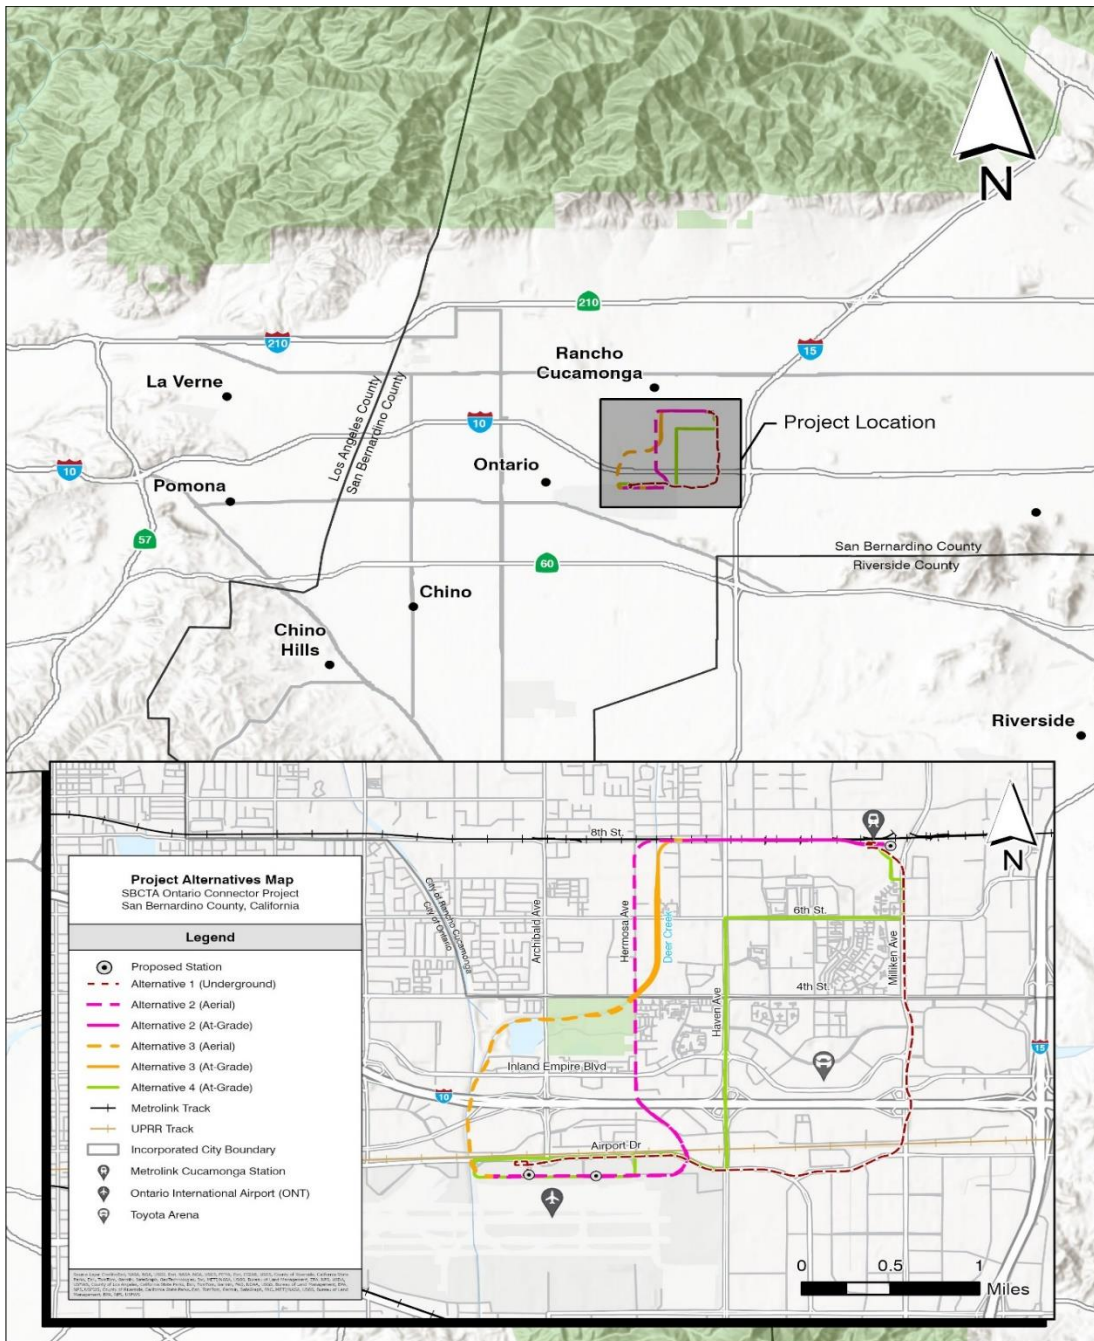 N
210
210
15
Rancho
Cucamonga
La Verne
Los Angeles County
San Bernardino County
10
Project Location
10
Ontario
Pomona
57
San Bernardino County
Riverside County
60
Chino
Chino
Hills
Riverside
8th St.
N
Project Alternatives Map
SBCTA Ontario Connector Project
San Bernardino County, California
Legend
Proposed Station
Alternative 1 (Underground)
Alternative 2 (Aerial)
Alternative 2 (At-Grade)
Alternative 3 (Aerial)
Alternative 3 (At-Grade)
Alternative 4 (At-Grade)
Metrolink Track
UPRR Track
Incorporated City Boundary
Metrolink Cucamonga Station
Ontario International Airport (ONT)
Toyota Arena
City of Rancho Cucamonga
City of Ontario
Archibald Ave
Hermosa Ave
Deer Creek
6th St.
Haven Ave
Milliken Ave
4th St.
Inland Empire Blvd
15
10
Airport Dr
0 0.5 1
Miles